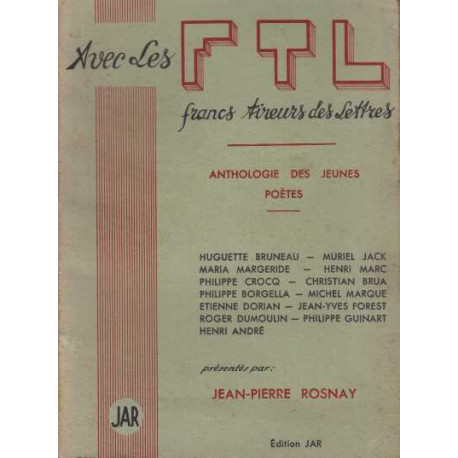 Avec Les FTL
francs tireurs des Lettres
ANTHOLOGIE DES JEUNES
POÈTES
HUGUETTE BRUNEAU — MURIEL JACK
MARIA MARGERIDE — HENRI MARC
PHILIPPE CROCQ — CHRISTIAN BRUA
PHILIPPE BORGELLA — MICHEL MARQUE
ETIENNE DORIAN — JEAN-YVES FOREST
ROGER DUMOULIN — PHILIPPE GUINART
HENRI ANDRÉ
présentés par :
JEAN-PIERRE ROSNAY
JAR
Édition JAR